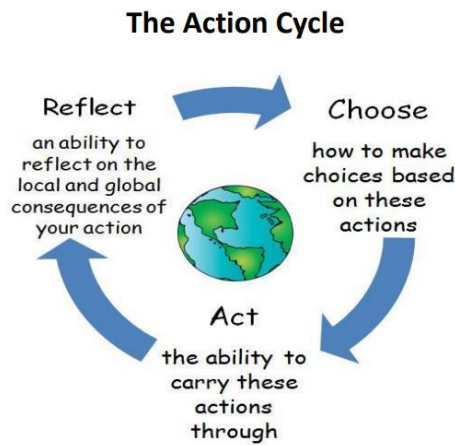 The Action Cycle
Reflect
an ability to
reflect on the
local and global
consequences of
your action
Choose
how to make
choices based
on these
actions
Act
the ability to
carry these
actions
through